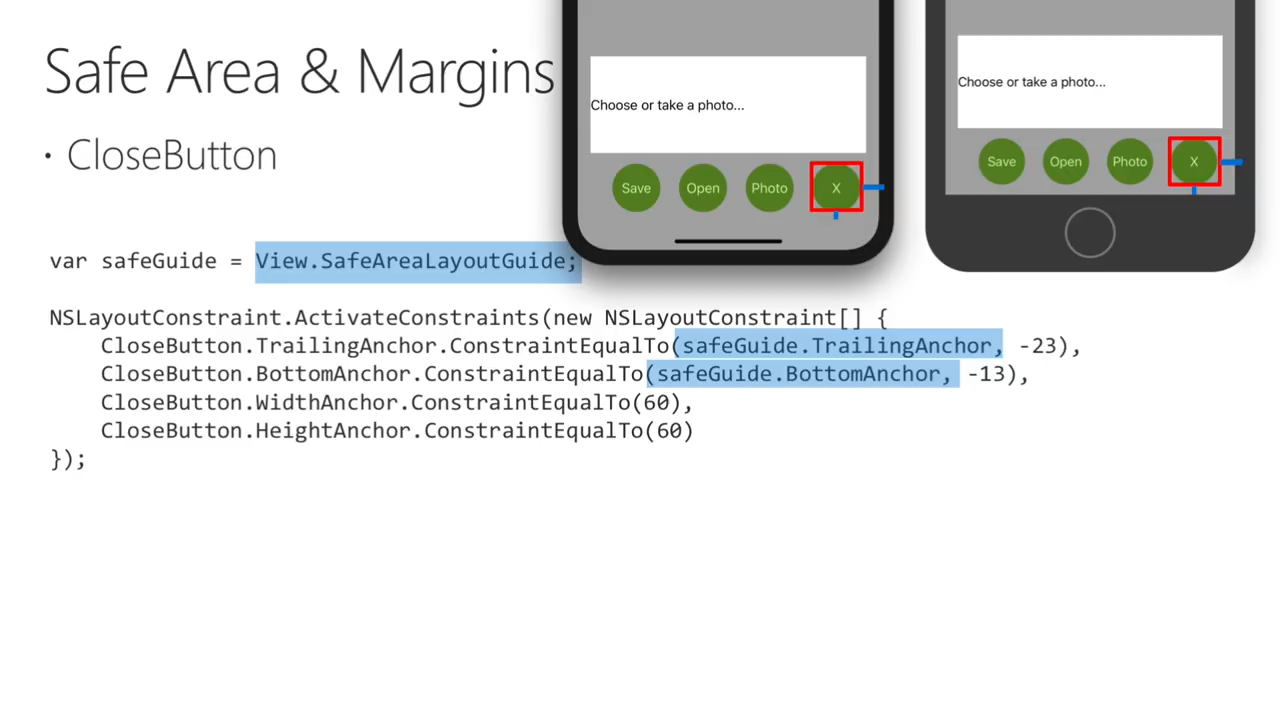 Safe Area & Margins
• CloseButton
var safeGuide = View.SafeAreaLayoutGuide;
NSLayoutConstraint.ActivateConstraints(new NSLayoutConstraint[] {
CloseButton.TrailingAnchor.ConstraintEqualTo(safeGuide.TrailingAnchor, -23),
CloseButton.BottomAnchor.ConstraintEqualTo(safeGuide.BottomAnchor, -13),
CloseButton.WidthAnchor.ConstraintEqualTo(60),
CloseButton.HeightAnchor.ConstraintEqualTo(60)
});
Choose or take a photo...
Save Open Photo X
Choose or take a photo...
Save Open Photo X